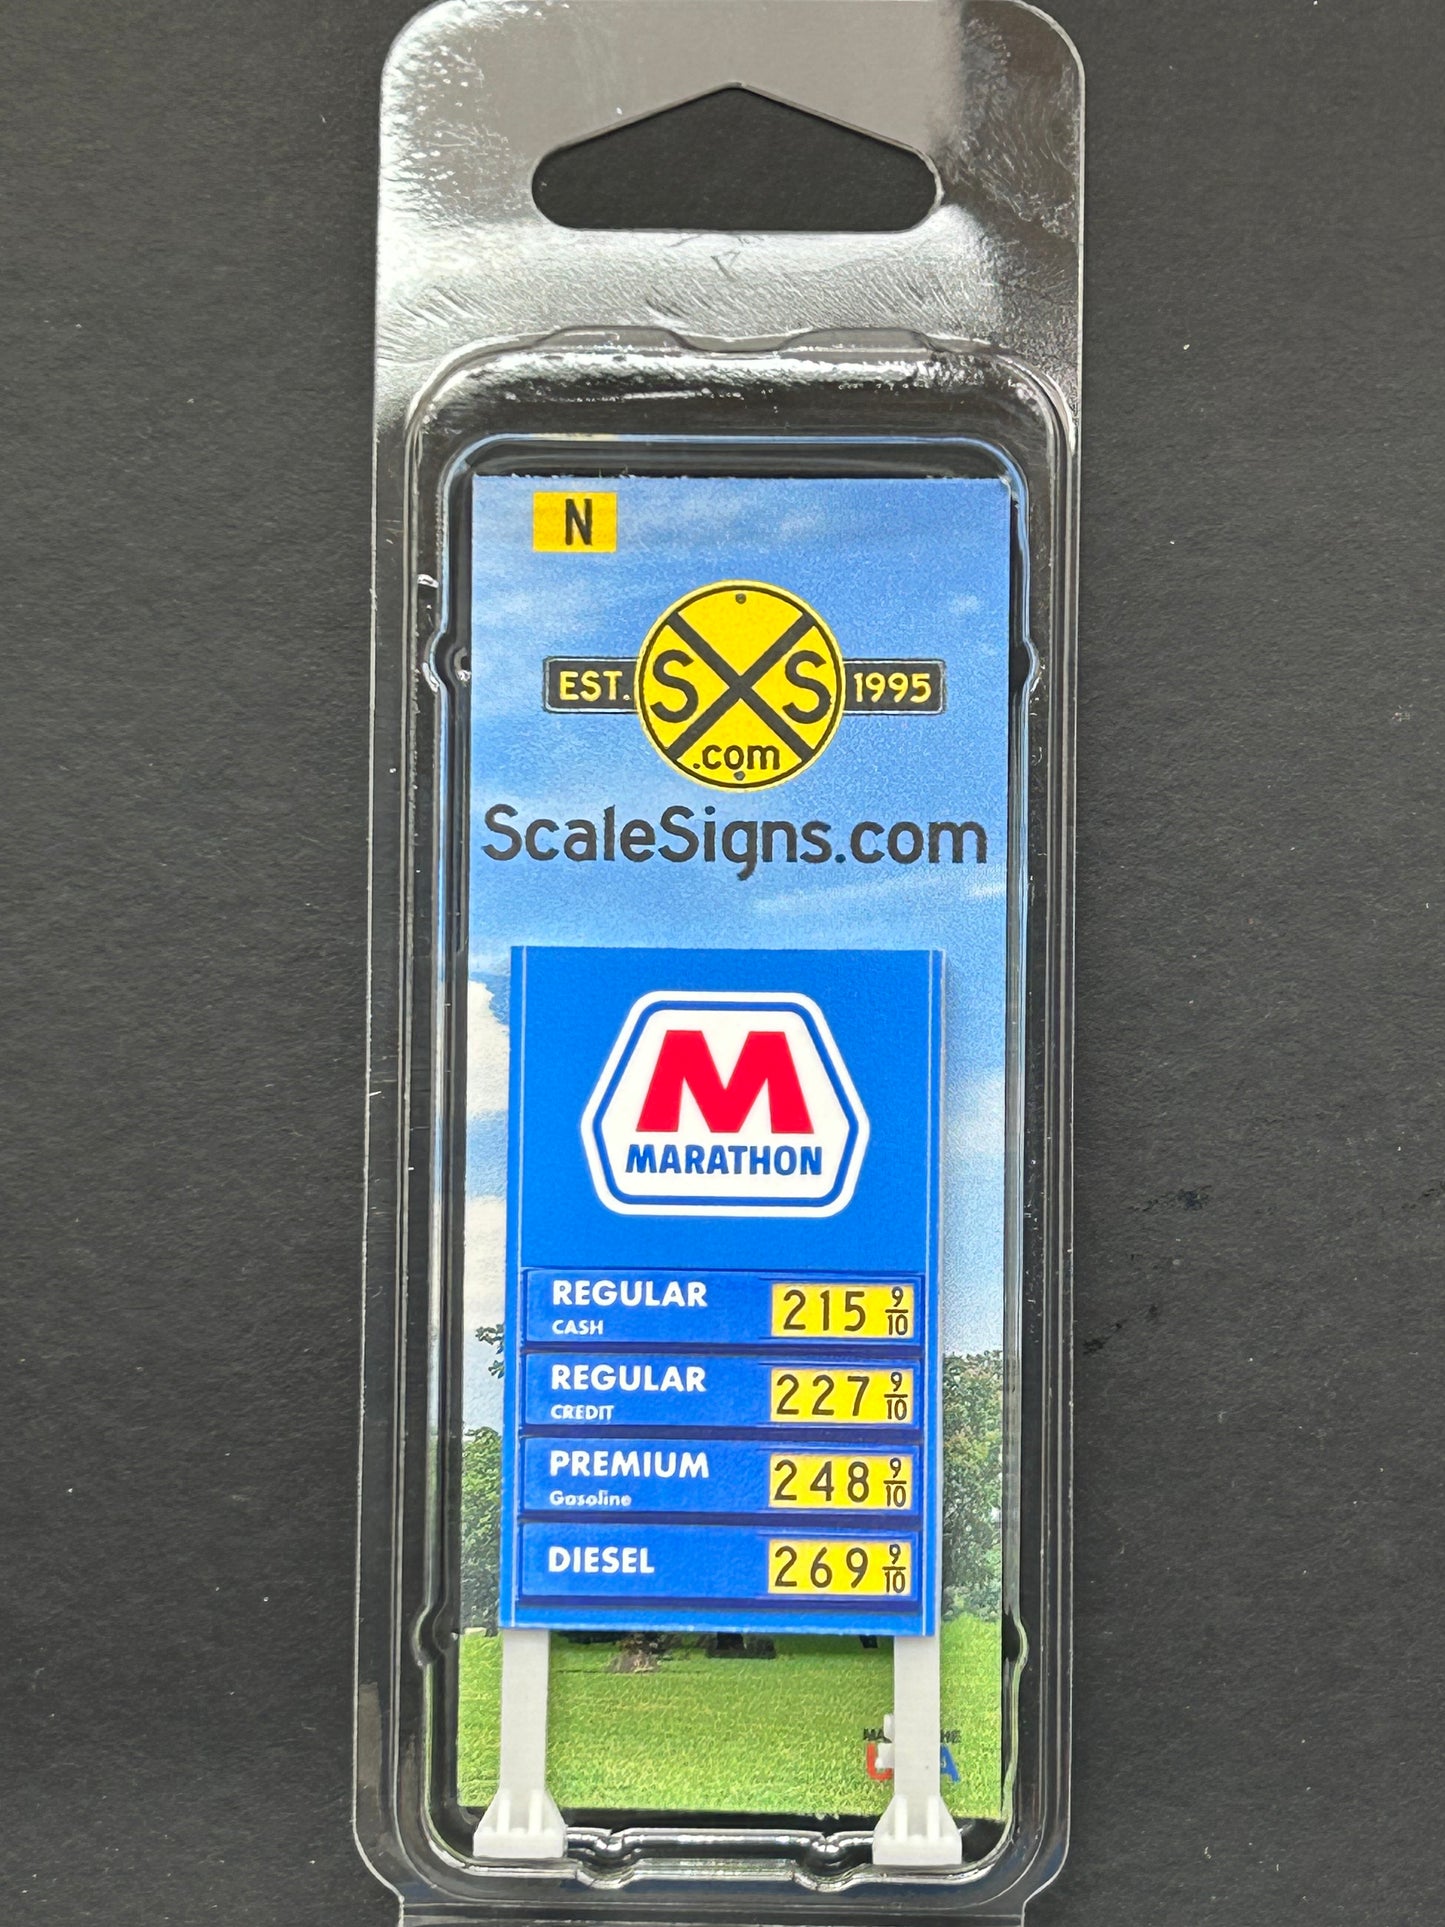 N
EST. SXS 1995
.com
ScaleSigns.com
M
MARATHON
REGULAR 215 9/10
CASH
REGULAR 227 9/10
CREDIT
PREMIUM 248 9/10
Gasoline
DIESEL 269 9/10